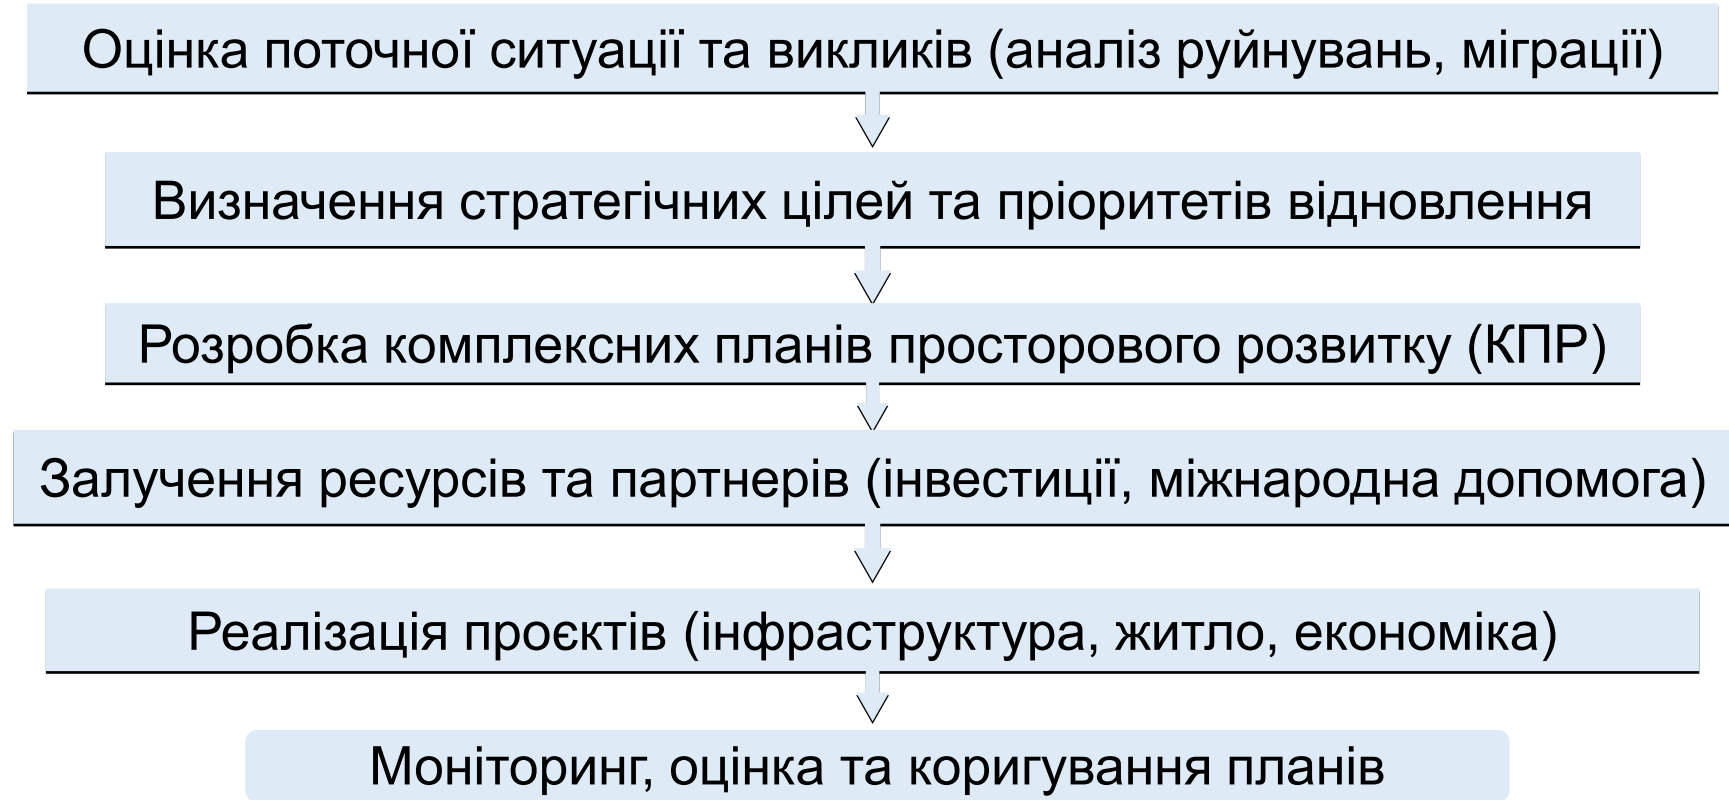 Оцінка поточної ситуації та викликів (аналіз руйнувань, міграції)
Визначення стратегічних цілей та пріоритетів відновлення
Розробка комплексних планів просторового розвитку (КПР)
Залучення ресурсів та партнерів (інвестиції, міжнародна допомога)
Реалізація проєктів (інфраструктура, житло, економіка)
Моніторинг, оцінка та коригування планів